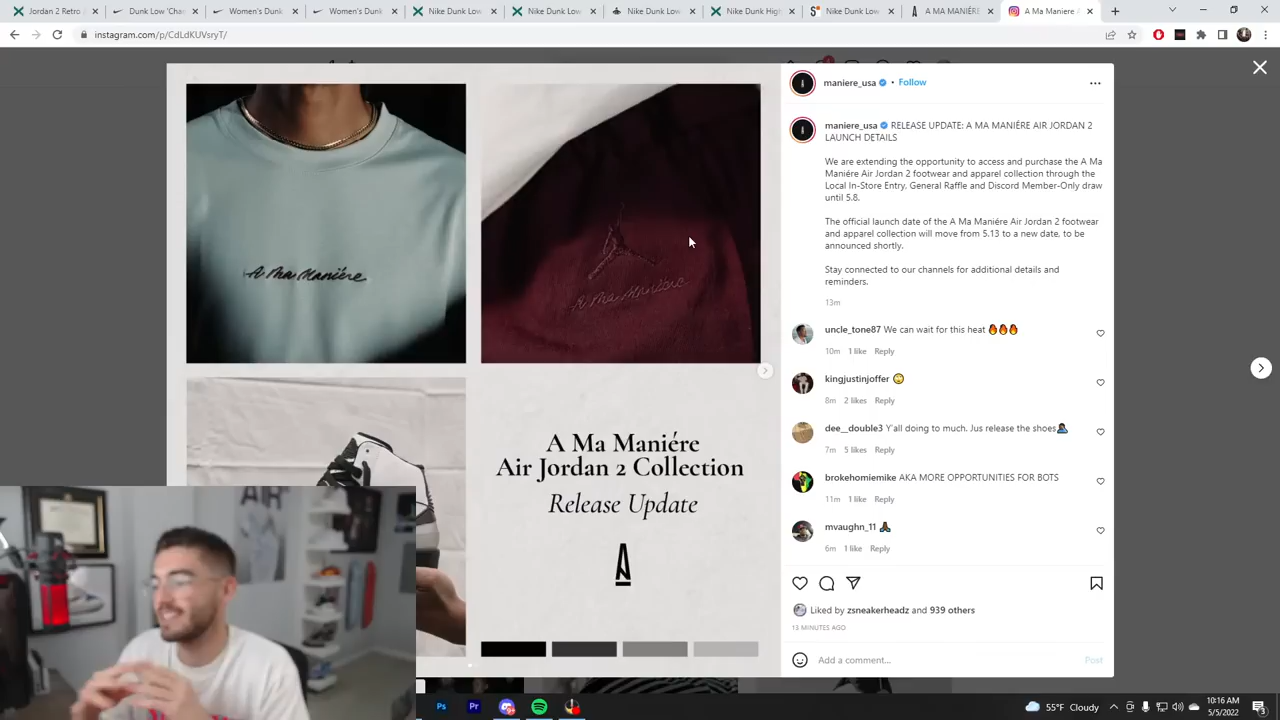 Jordan 2 Retro
Dunk Low
Women's Dunk
Women's Dunk
Nike Dunk Low
Nike Dunk Low
Nike Dunk Low
Nike Dunk High
A MA MANIÉRE
A Ma Maniere
instagram.com/p/CdLdKUVsryT/
A Ma Maniére
A Ma Maniére
A Ma Maniére
Air Jordan 2 Collection
Release Update
maniere_usa • Follow
maniere_usa RELEASE UPDATE: A MA MANIÉRE AIR JORDAN 2
LAUNCH DETAILS
We are extending the opportunity to access and purchase the A Ma
Maniére Air Jordan 2 footwear and apparel collection through the
Local In-Store Entry, General Raffle and Discord Member-Only draw
until 5.8.
The official launch date of the A Ma Maniére Air Jordan 2 footwear
and apparel collection will move from 5.13 to a new date, to be
announced shortly.
Stay connected to our channels for additional details and
reminders.
13m
uncle_tone87 We can wait for this heat 🔥🔥🔥
10m 1 like Reply
kingjustinjoffer 🙄
8m 2 likes Reply
dee__double3 Y'all doing to much. Jus release the shoes🤦🏿‍♂️
7m 5 likes Reply
brokehomiemike AKA MORE OPPORTUNITIES FOR BOTS
11m 1 like Reply
mvaughn_11
6m 1 like Reply
Liked by zsneakerheadz and 939 others
13 MINUTES AGO
Add a comment...
Post
AIR
Ps
Pr
55°F Cloudy
10:16 AM
5/5/2022